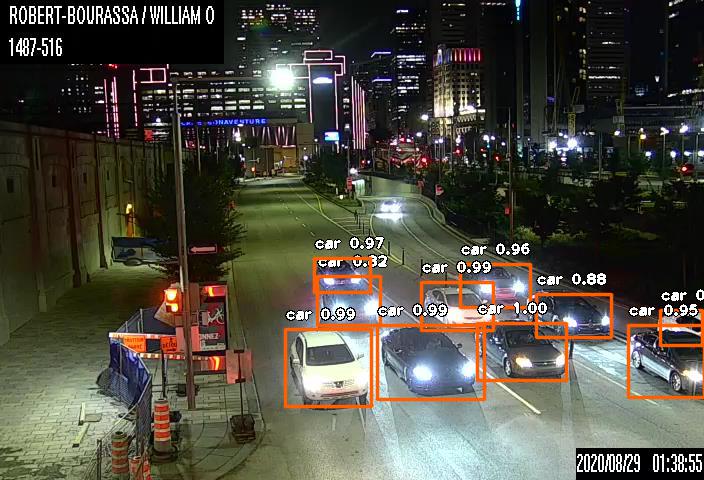 ROBERT-BOURASSA / WILLIAM O
1487-516
BONAVENTURE
car 0.97
car 0.96
0.82
car 0.99
car 0.88
car 0
car 0.99
car 0.99
car 1.00
car 0.95
2020/08/29 01:38:55